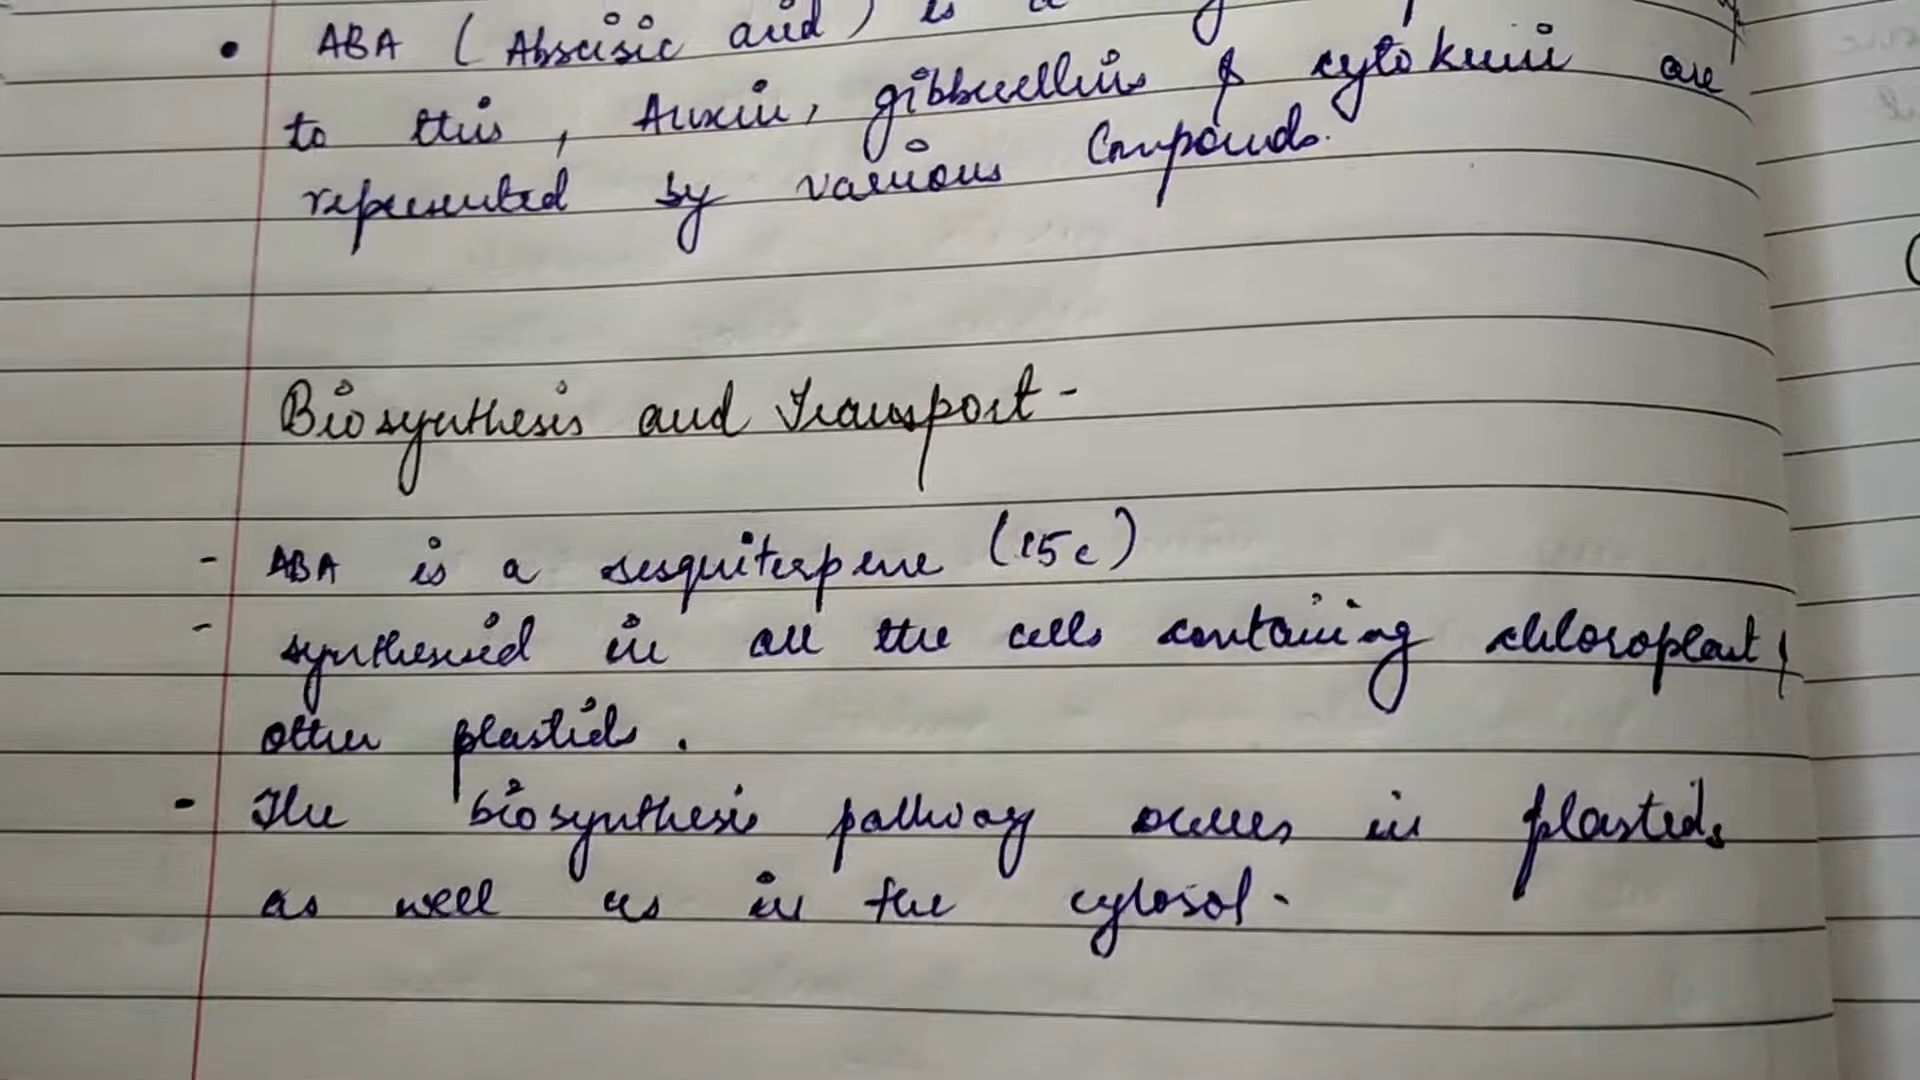 • ABA (Abscisic acid) is a
to this, Auxin, gibberellins & cytokinin are
represented by various Compounds.
Biosynthesis and Transport -
- ABA is a sesquiterpene (15c)
- synthesised in all the cells containing chloroplast &
other plastids.
- The biosynthesis pathway occurs in plastids
as well as in the cytosol.